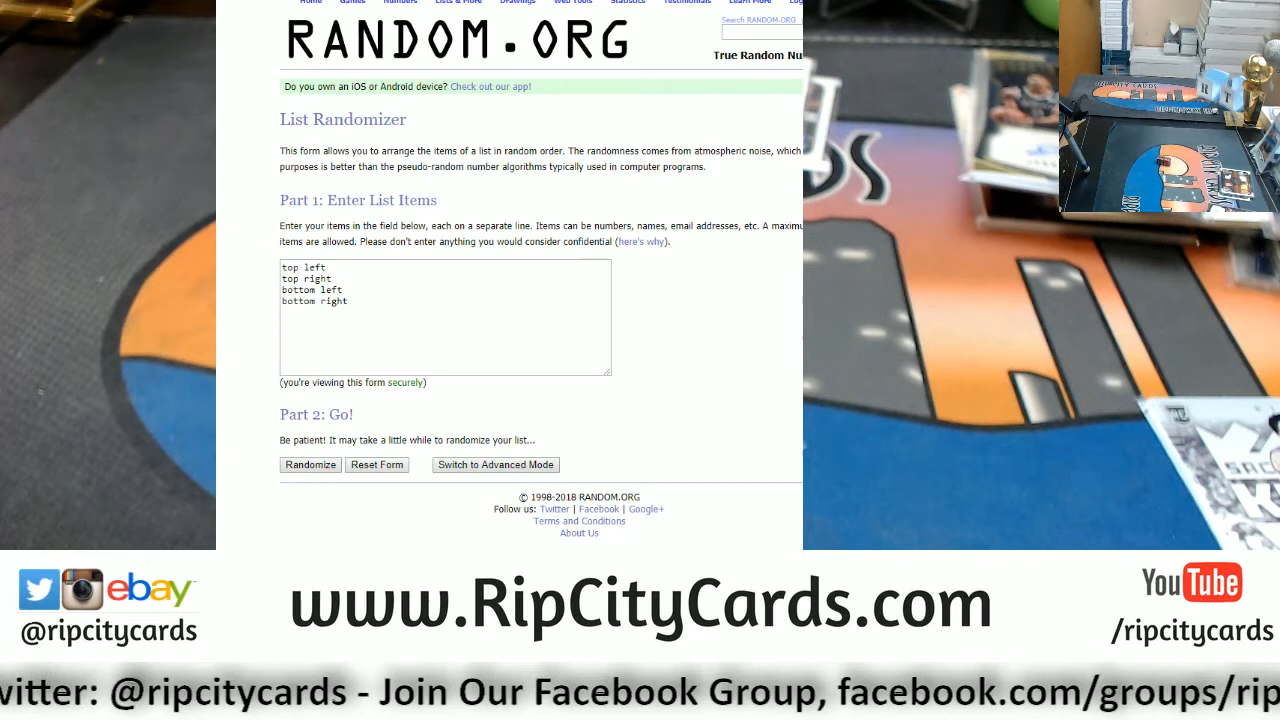 Home Games Numbers Lists & More Drawings Web Tools Statistics Testimonials Learn More
RANDOM.ORG
Search RANDOM.ORG
True Random Nu
Do you own an iOS or Android device? Check out our app!
List Randomizer
This form allows you to arrange the items of a list in random order. The randomness comes from atmospheric noise, which
purposes is better than the pseudo-random number algorithms typically used in computer programs.
Part 1: Enter List Items
Enter your items in the field below, each on a separate line. Items can be numbers, names, email addresses, etc. A maximu
items are allowed. Please don't enter anything you would consider confidential (here's why).
top left
top right
bottom left
bottom right
(you're viewing this form securely)
Part 2: Go!
Be patient! It may take a little while to randomize your list...
Randomize Reset Form Switch to Advanced Mode
© 1998-2018 RANDOM.ORG
Follow us: Twitter | Facebook | Google+
Terms and Conditions
About Us
DS
SAC
K
RIP CITY CARDS
R T
ebay
@ripcitycards
www.RipCityCards.com
YouTube
/ripcitycards
witter: @ripcitycards - Join Our Facebook Group, facebook.com/groups/rip